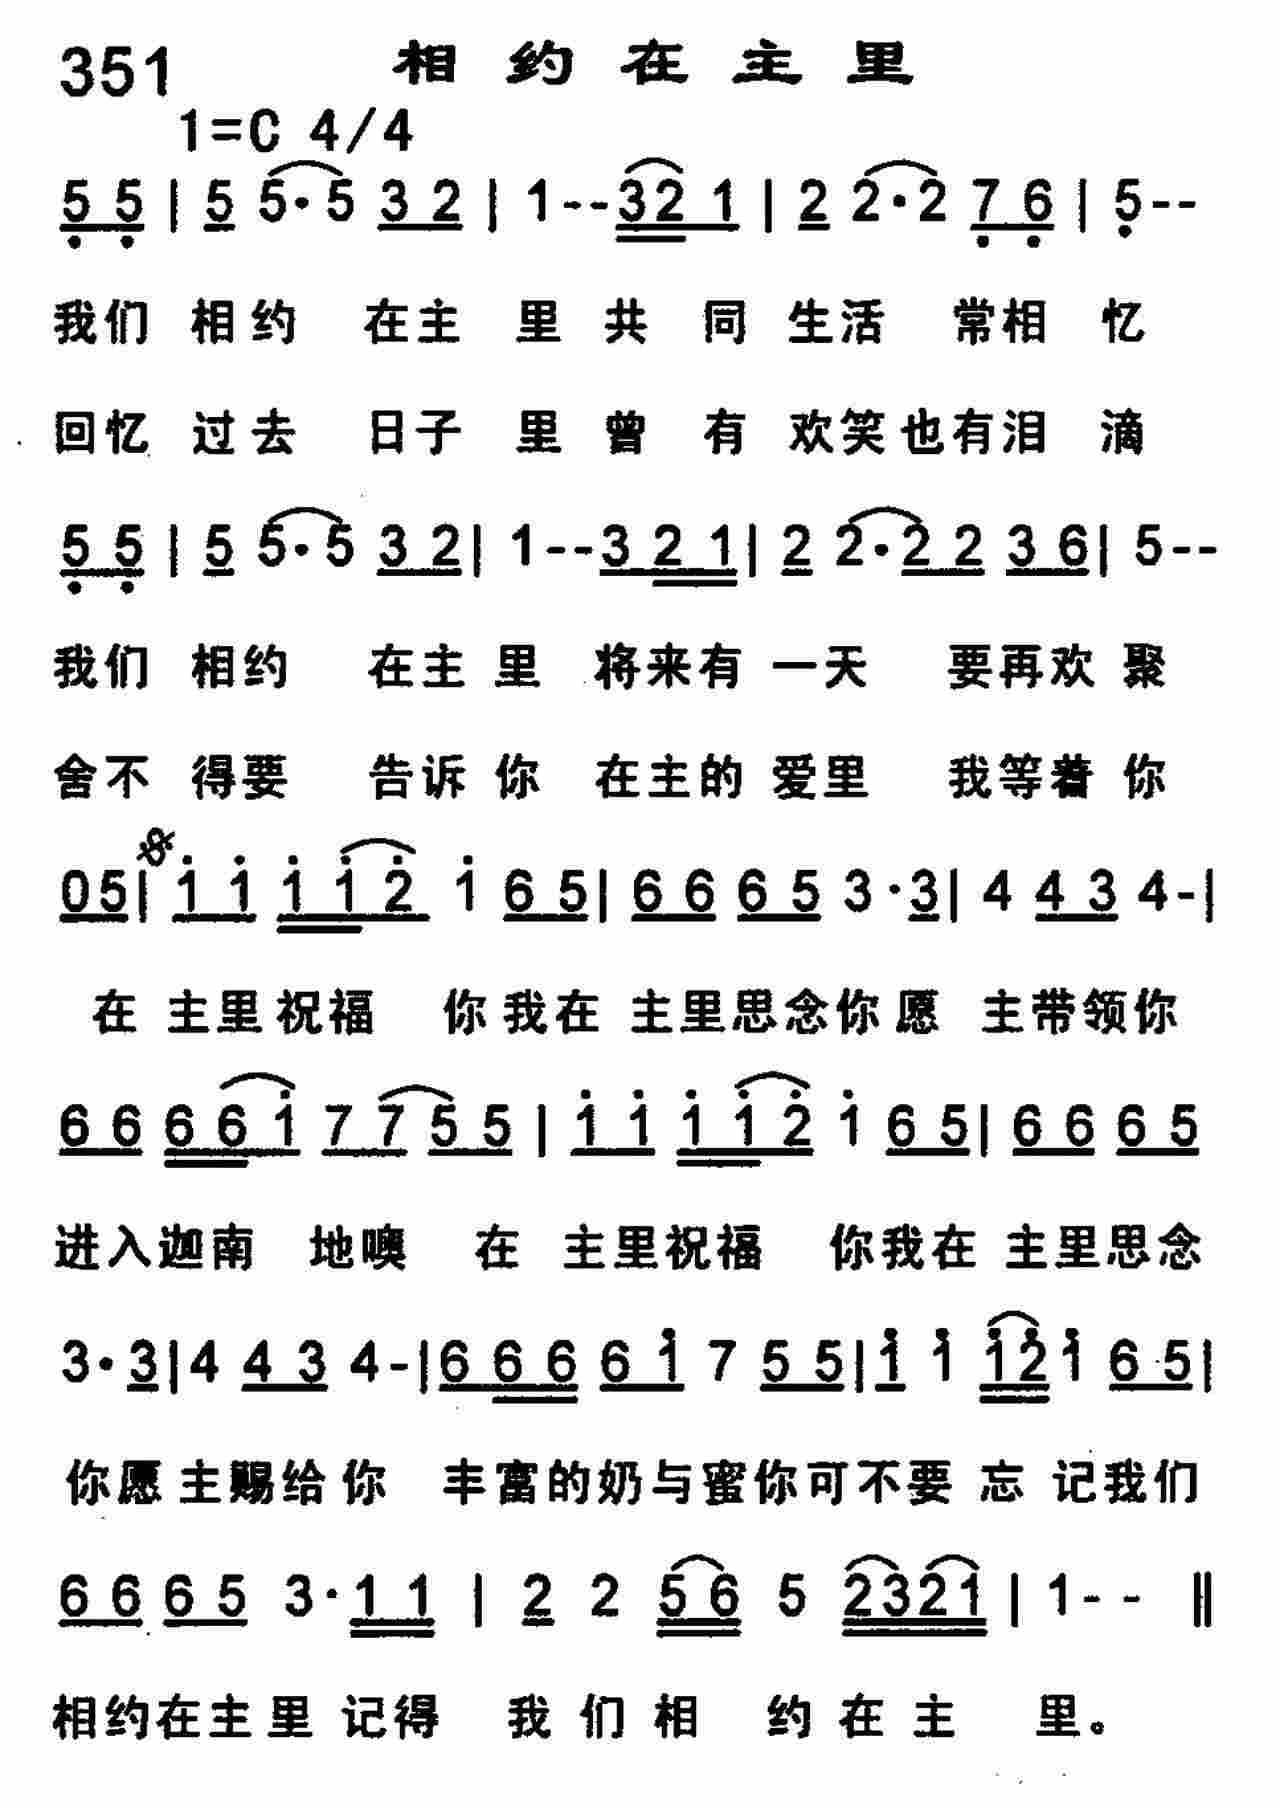 351 相约在主里
1=C 4/4
5 5 | 5 5·5 3 2 | 1--3 2 1 | 2 2·2 7 6 | 5--
我们 相约 在主 里 共 同 生活 常相 忆
回忆 过去 日子 里 曾 有 欢笑也有泪 滴
5 5 | 5 5·5 3 2 | 1--3 2 1 | 2 2·2 2 3 6 | 5--
我们 相约 在主 里 将来有 一天 要再欢 聚
舍不 得要 告诉 你 在主的 爱里 我等着 你
0 5 | 1 1 1 1 2 1 6 5 | 6 6 6 5 3·3 | 4 4 3 4- |
在 主里祝福 你我在 主里思念你愿 主带领你
6 6 6 6 1 7 7 5 5 | 1 1 1 1 2 1 6 5 | 6 6 6 5
进入迦南 地噢 在 主里祝福 你我在 主里思念
3·3 | 4 4 3 4- | 6 6 6 6 1 7 5 5 | 1 1 1 2 1 6 5 |
你愿主赐给你 丰富的奶与蜜你可不要 忘 记我们
6 6 6 5 3·1 1 | 2 2 5 6 5 2 3 2 1 | 1-- ‖
相约在主里 记得 我们相 约在主 里。